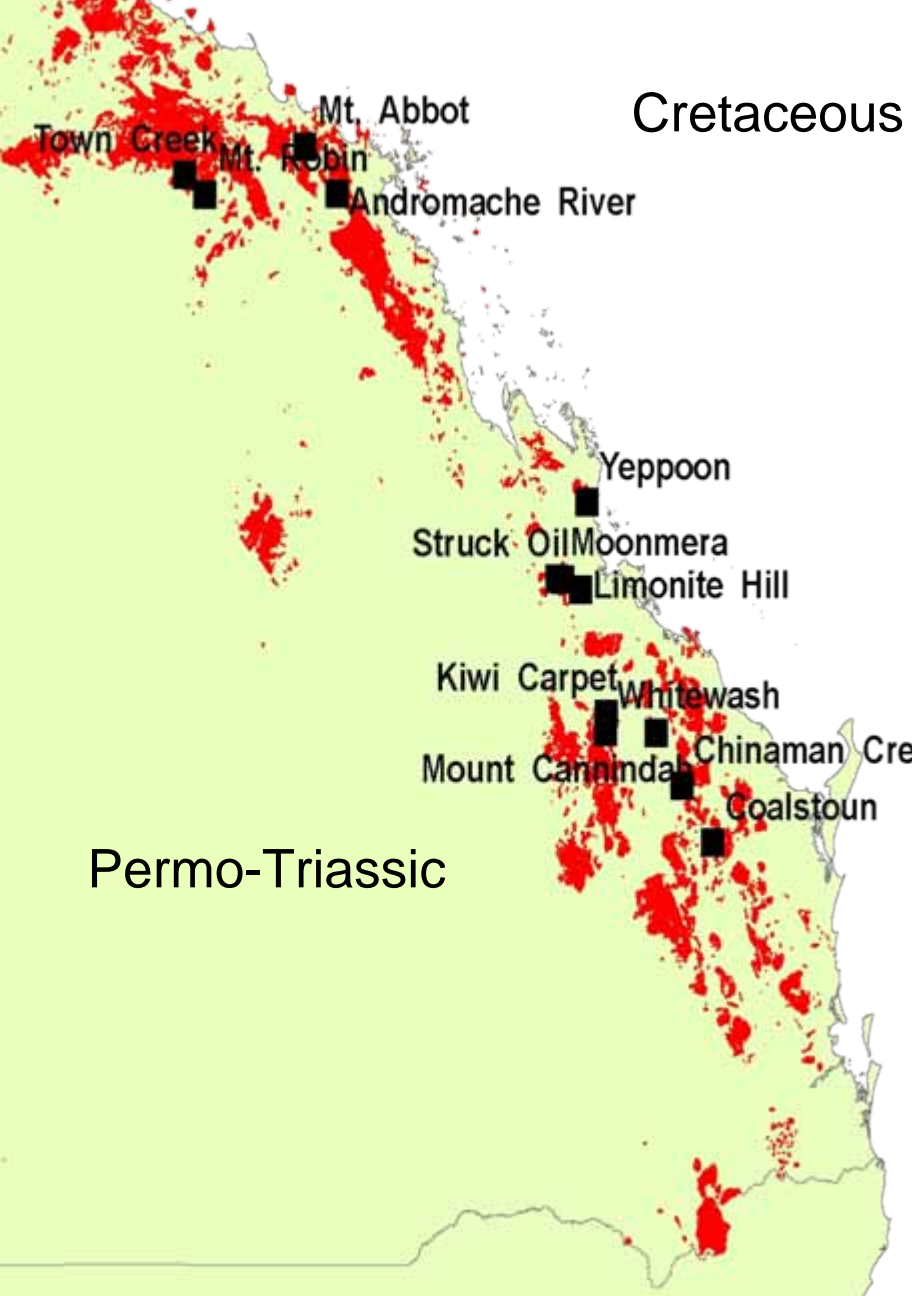 Mt. Abbot
Cretaceous
Town Creek
Mt. Robin
Andromache River
Yeppoon
Struck Oil
Moonmera
Limonite Hill
Kiwi Carpet
Whitewash
Chinaman Cre
Mount Cannindah
Coalstoun
Permo-Triassic